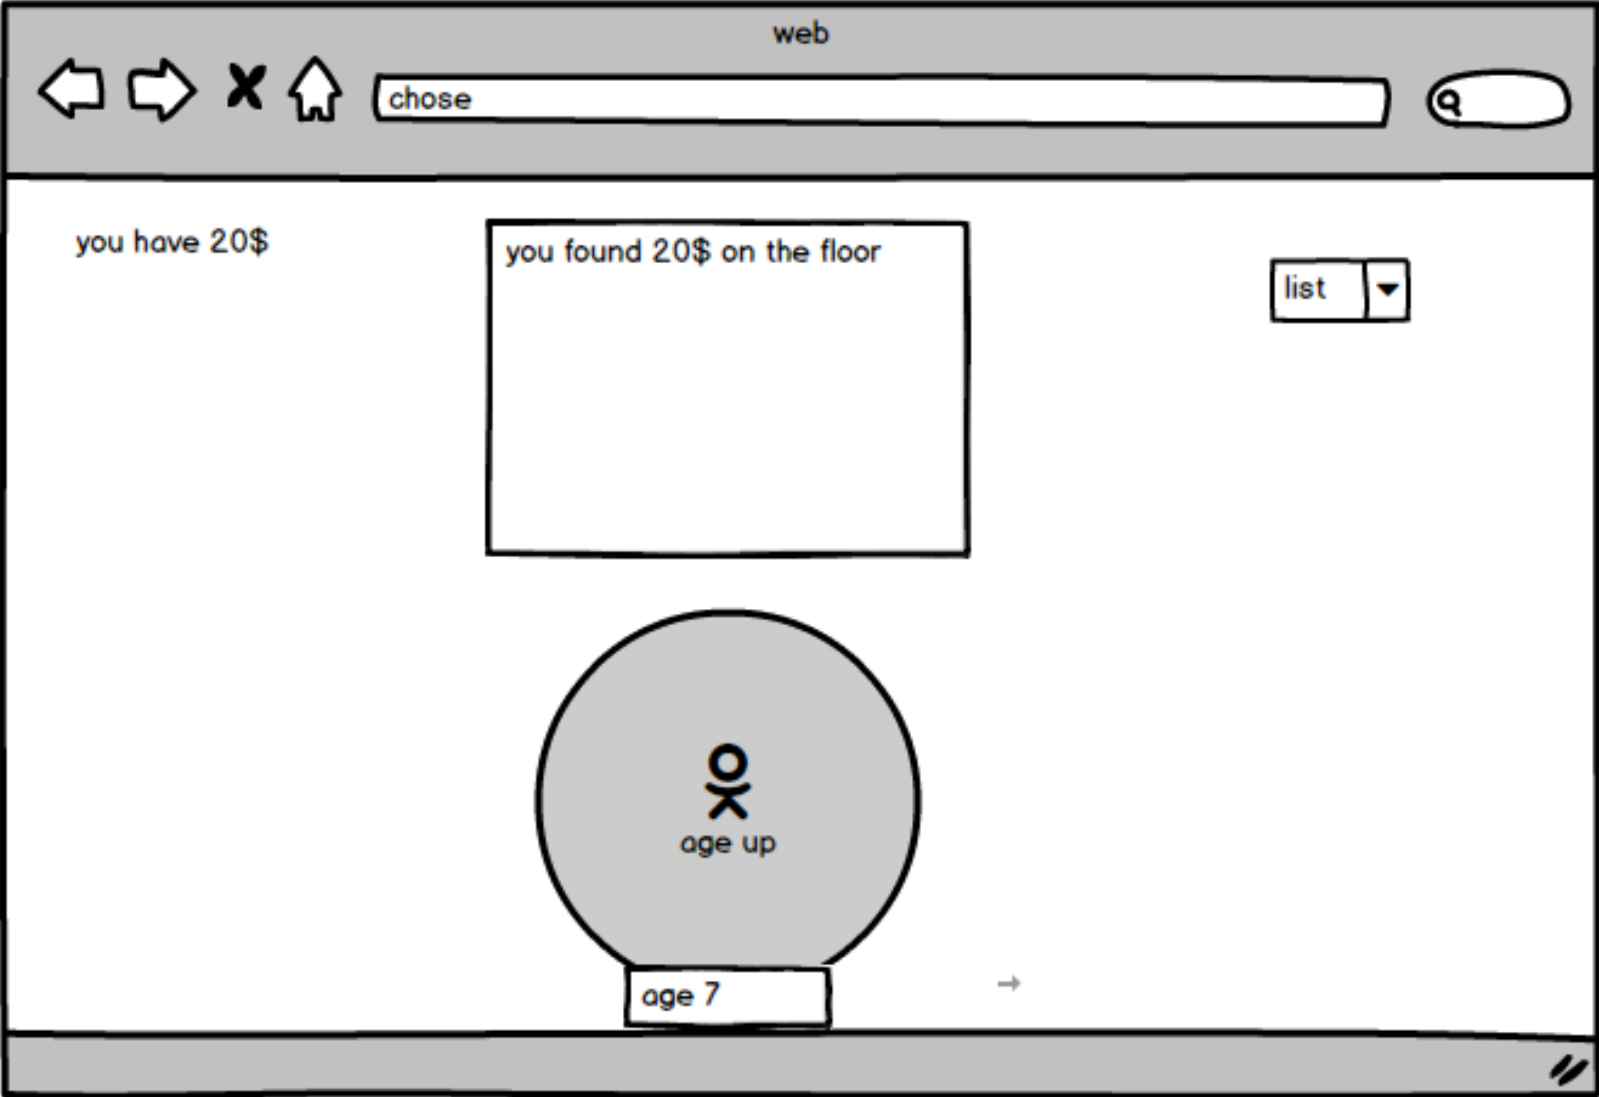 web
chose
you have 20$
you found 20$ on the floor
list
age up
age 7